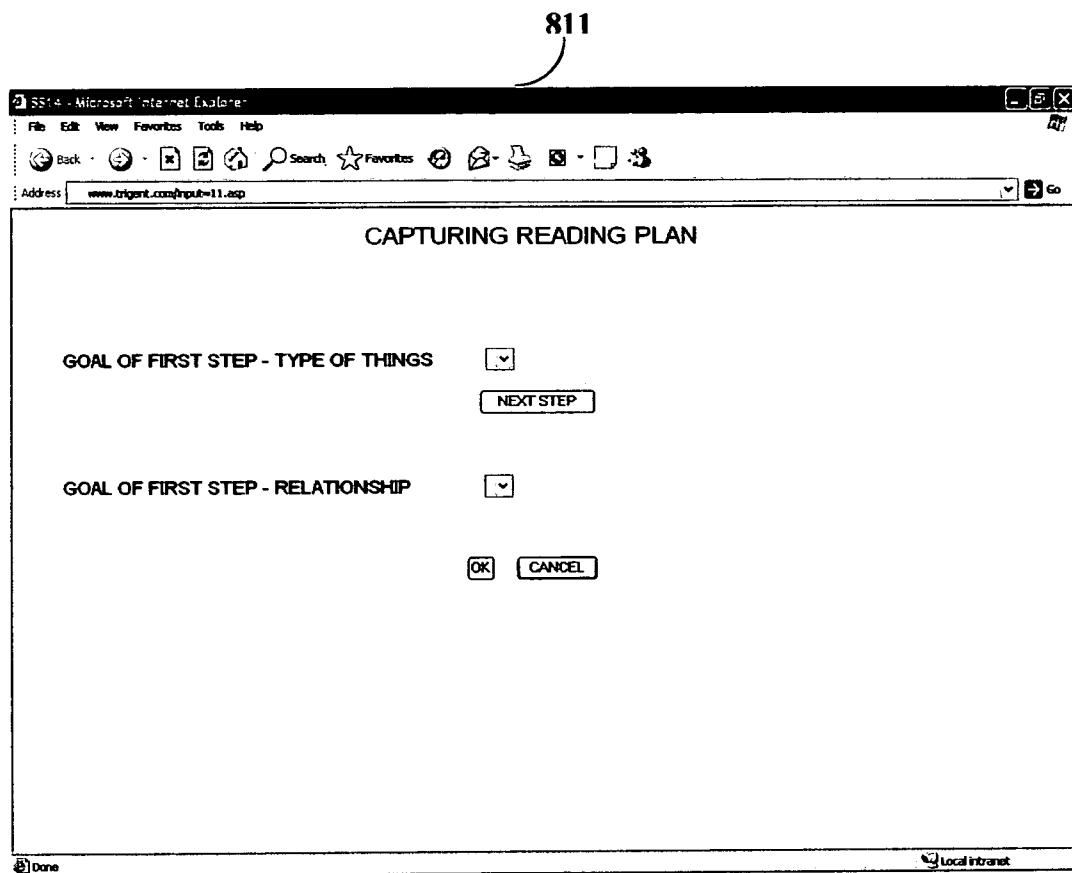 811
SS14 - Microsoft Internet Explorer
File Edit View Favorites Tools Help
Back Search Favorites
Address www.trigent.com/input=11.asp Go
CAPTURING READING PLAN
GOAL OF FIRST STEP - TYPE OF THINGS
NEXT STEP
GOAL OF FIRST STEP - RELATIONSHIP
OK CANCEL
Done Local intranet